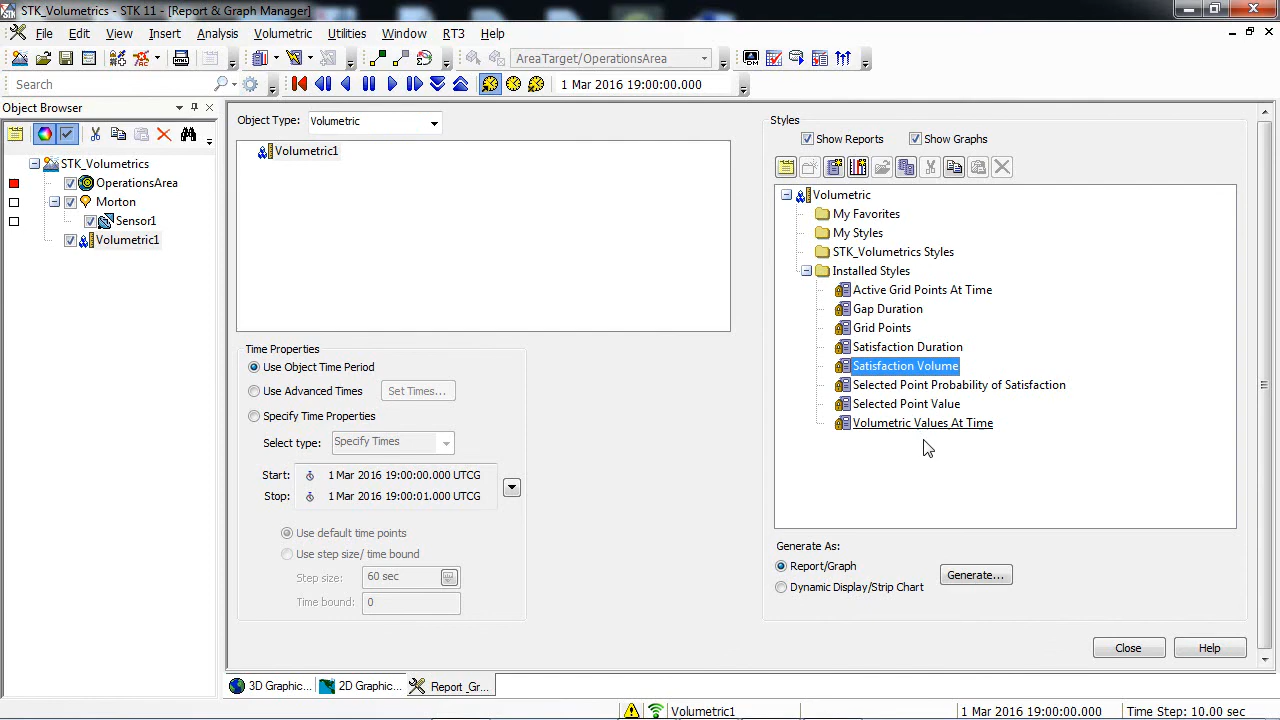 STK_Volumetrics - STK 11 - [Report & Graph Manager]
File Edit View Insert Analysis Volumetric Utilities Window RT3 Help
AreaTarget/OperationsArea
Search
1 Mar 2016 19:00:00.000
Object Browser
STK_Volumetrics
OperationsArea
Morton
Sensor1
Volumetric1
Object Type: Volumetric
Volumetric1
Time Properties
Use Object Time Period
Use Advanced Times Set Times...
Specify Time Properties
Select type: Specify Times
Start: 1 Mar 2016 19:00:00.000 UTCG
Stop: 1 Mar 2016 19:00:01.000 UTCG
Use default time points
Use step size/ time bound
Step size: 60 sec
Time bound: 0
Styles
Show Reports Show Graphs
Volumetric
My Favorites
My Styles
STK_Volumetrics Styles
Installed Styles
Active Grid Points At Time
Gap Duration
Grid Points
Satisfaction Duration
Satisfaction Volume
Selected Point Probability of Satisfaction
Selected Point Value
Volumetric Values At Time
Generate As:
Report/Graph
Generate...
Dynamic Display/Strip Chart
Close Help
3D Graphic... 2D Graphic... Report _Gr...
Volumetric1 1 Mar 2016 19:00:00.000 Time Step: 10.00 sec